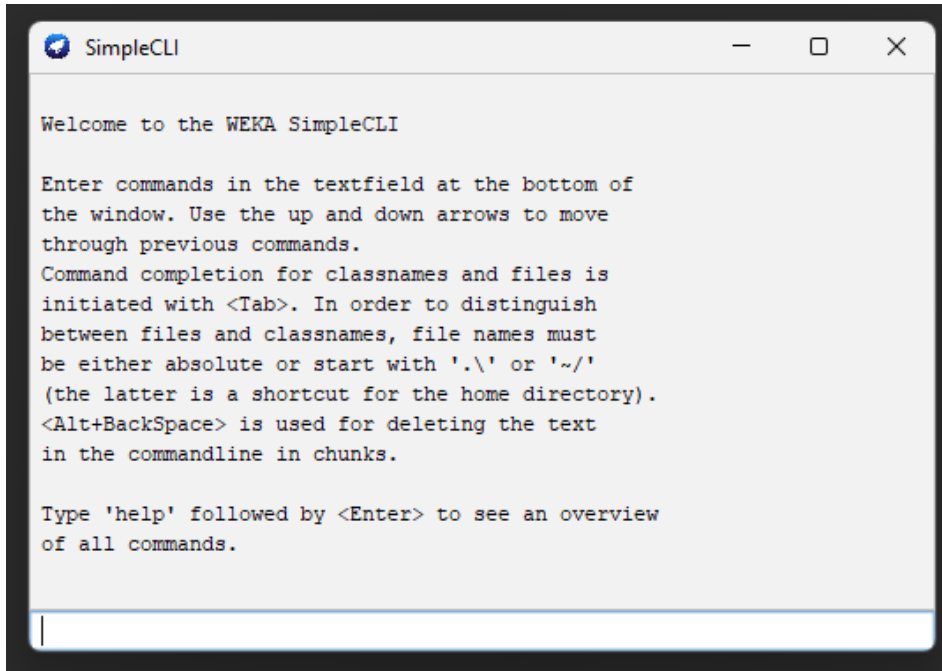 SimpleCLI
Welcome to the WEKA SimpleCLI
Enter commands in the textfield at the bottom of
the window. Use the up and down arrows to move
through previous commands.
Command completion for classnames and files is
initiated with <Tab>. In order to distinguish
between files and classnames, file names must
be either absolute or start with '.\' or '~/'
(the latter is a shortcut for the home directory).
<Alt+BackSpace> is used for deleting the text
in the commandline in chunks.
Type 'help' followed by <Enter> to see an overview
of all commands.